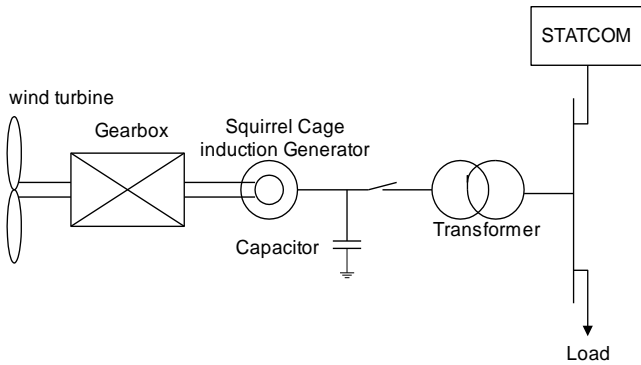 STATCOM
wind turbine
Gearbox
Squirrel Cage
induction Generator
Capacitor
Transformer
Load